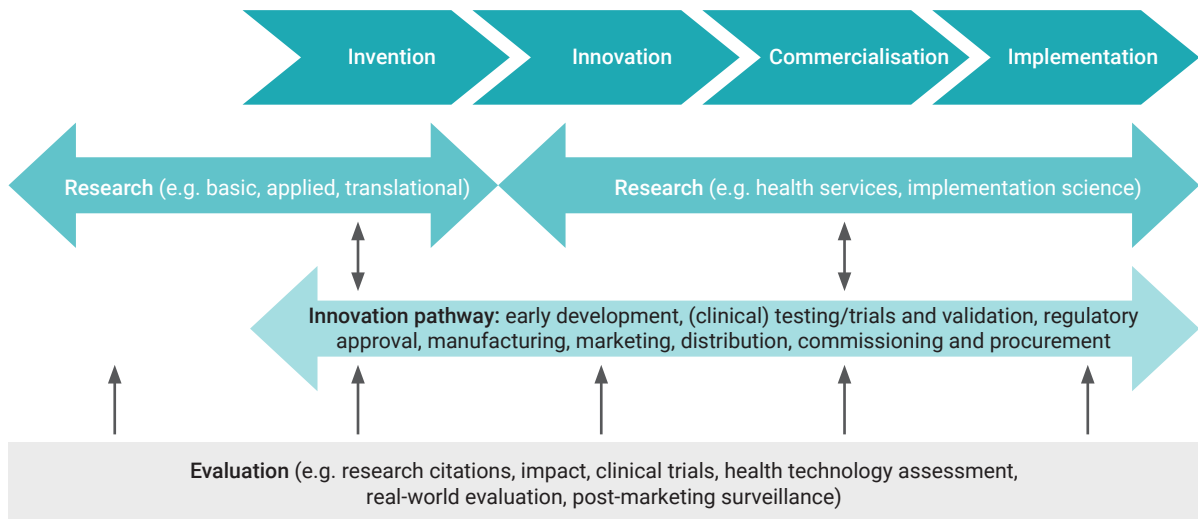 Invention
Innovation
Commercialisation
Implementation
Research (e.g. basic, applied, translational)
Research (e.g. health services, implementation science)
Innovation pathway: early development, (clinical) testing/trials and validation, regulatory
approval, manufacturing, marketing, distribution, commissioning and procurement
Evaluation (e.g. research citations, impact, clinical trials, health technology assessment,
real-world evaluation, post-marketing surveillance)